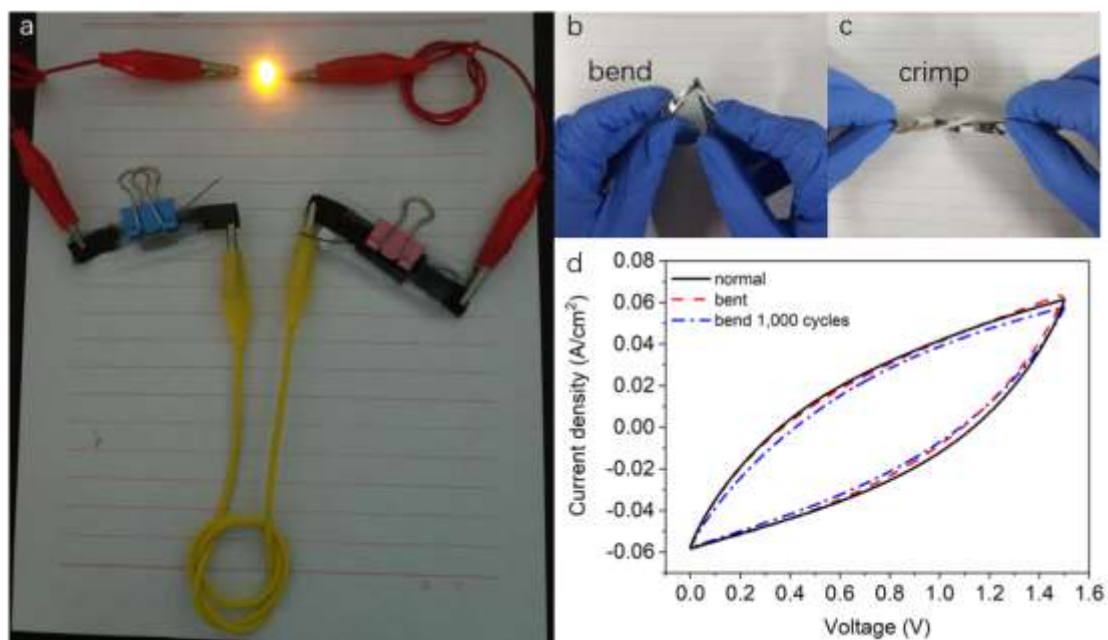 a
b
bend
c
crimp
d
normal
bent
bend 1,000 cycles
Current density (A/cm²)
0.08
0.06
0.04
0.02
0.00
-0.02
-0.04
-0.06
0.0 0.2 0.4 0.6 0.8 1.0 1.2 1.4 1.6
Voltage (V)